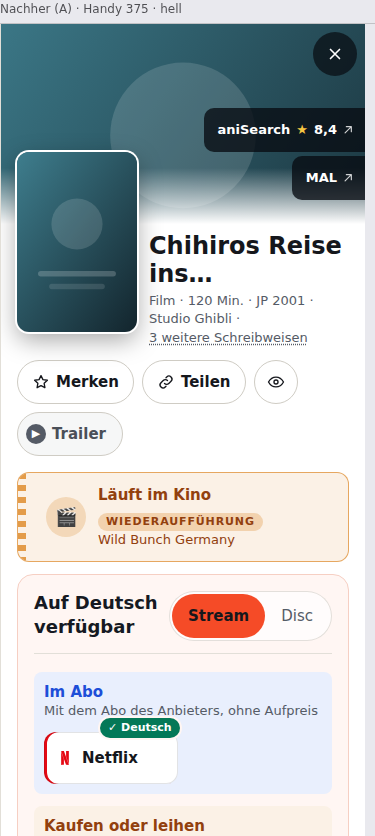 Nachher (A) · Handy 375 · hell
aniSearch ★ 8,4 ↗
MAL ↗
Chihiros Reise
ins…
Film · 120 Min. · JP 2001 ·
Studio Ghibli ·
3 weitere Schreibweisen
Merken
Teilen
Trailer
Läuft im Kino
WIEDERAUFFÜHRUNG
Wild Bunch Germany
Auf Deutsch
verfügbar
Stream
Disc
Im Abo
Mit dem Abo des Anbieters, ohne Aufpreis
✓ Deutsch
N Netflix
Kaufen oder leihen